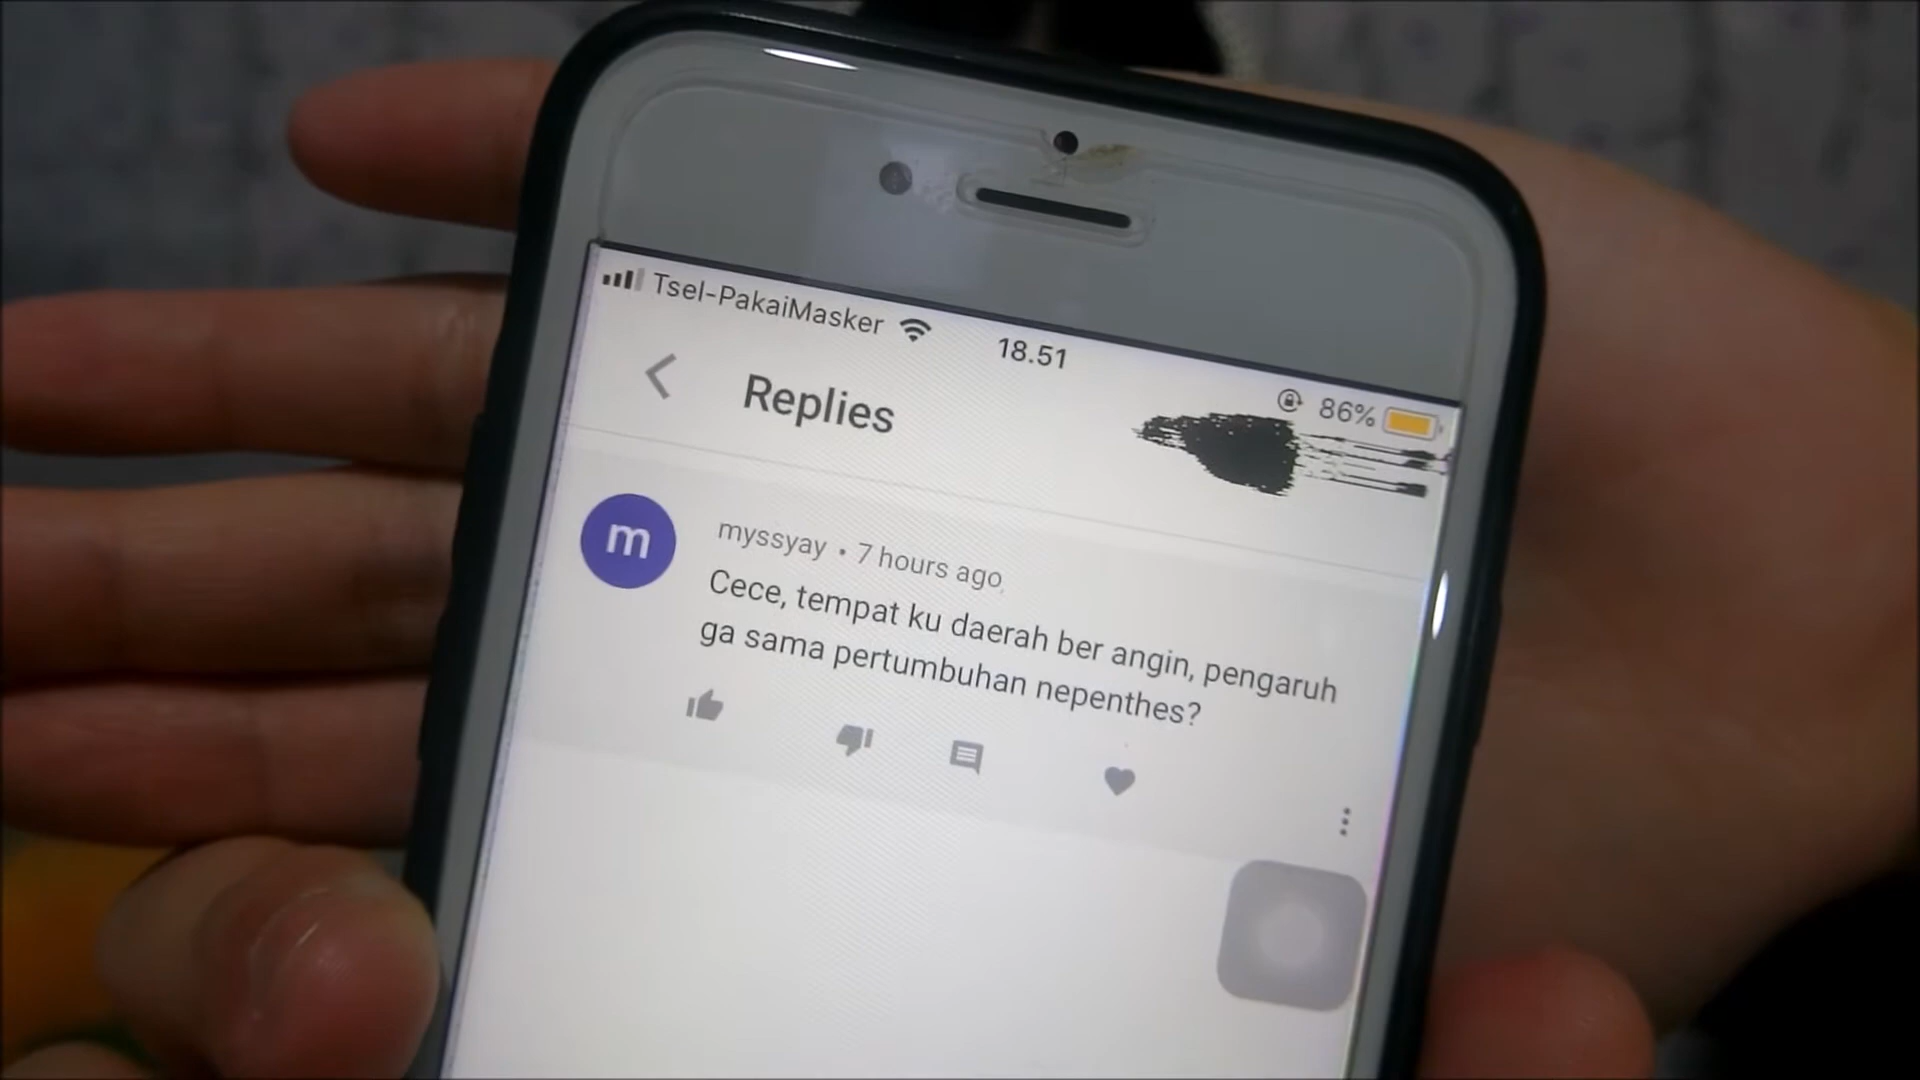 Tsel-PakaiMasker 18.51 86%
Replies
m
myssyay • 7 hours ago
Cece, tempat ku daerah ber angin, pengaruh
ga sama pertumbuhan nepenthes?